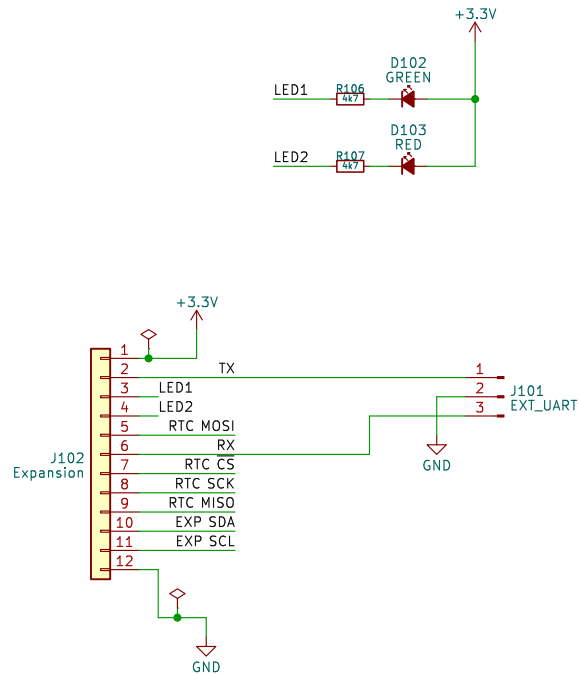 +3.3V
D102
GREEN
LED1
R106
4k7
D103
RED
LED2
R107
4k7
+3.3V
1
2
TX
1
3
LED1
2
J101
4
LED2
3
EXT_UART
5
RTC MOSI
6
RX
J102
Expansion
7
RTC CS
GND
8
RTC SCK
9
RTC MISO
10
EXP SDA
11
EXP SCL
12
GND